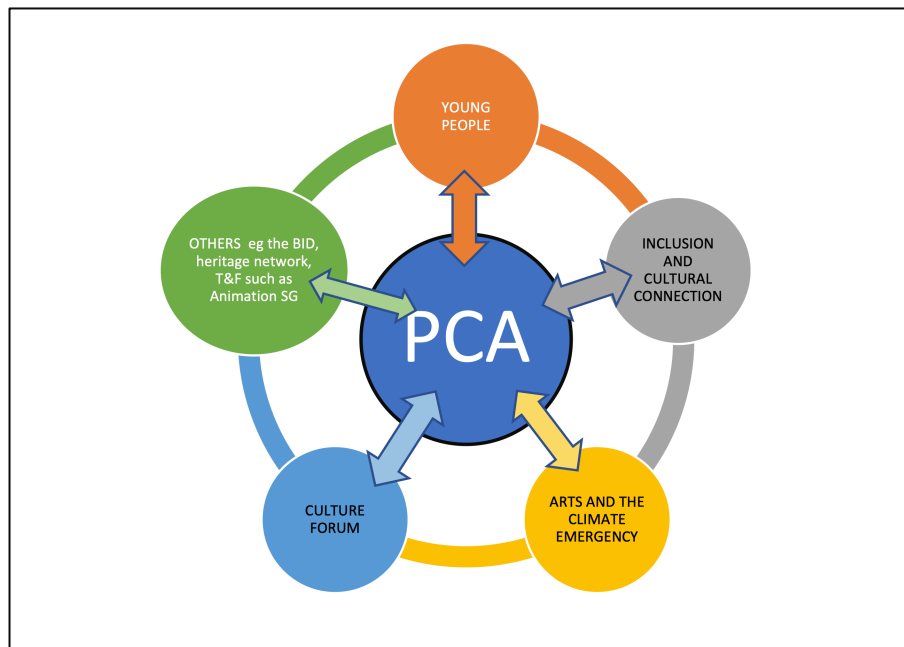 YOUNG
PEOPLE
OTHERS eg the BID,
heritage network,
T&F such as
Animation SG
INCLUSION
AND
CULTURAL
CONNECTION
PCA
CULTURE
FORUM
ARTS AND THE
CLIMATE
EMERGENCY